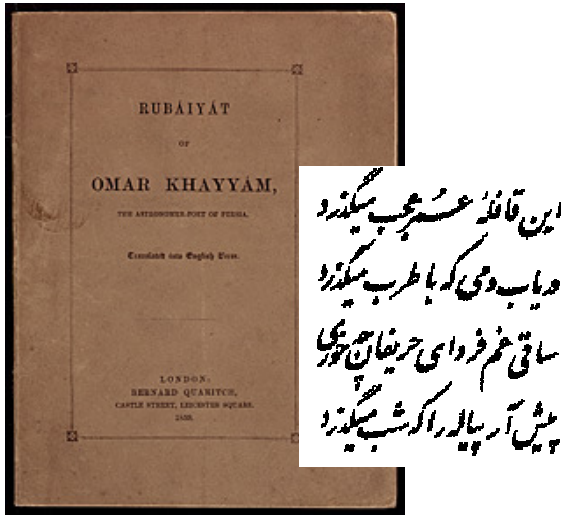 RUBÁIYÁT
OF
OMAR KHAYYÁM,
THE ASTRONOMER-POET OF PERSIA.
Translated into English Verse.
LONDON:
BERNARD QUARITCH,
CASTLE STREET, LEICESTER SQUARE.
1859.
این قافلهٔ عمر عجب میگذرد
دریاب دمی که با طرب میگذرد
ساقی غم فردای حریفان چه خوری
پیش آر پیاله را که شب میگذرد